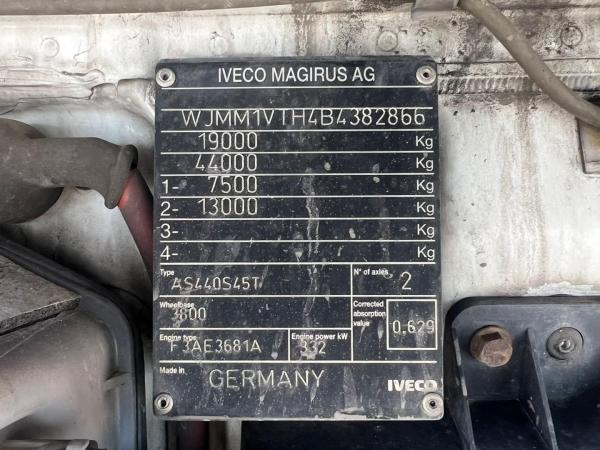 IVECO MAGIRUS AG
WJMM1VTH4B4382866
19000 Kg
44000 Kg
1- 7500 Kg
2- 13000 Kg
3- Kg
4- Kg
Type AS440S45T N° of axles 2
Wheelbase 3800 Corrected absorption value 0.629
Engine type F3AE3681A Engine power kW 332
Made in GERMANY IVECO